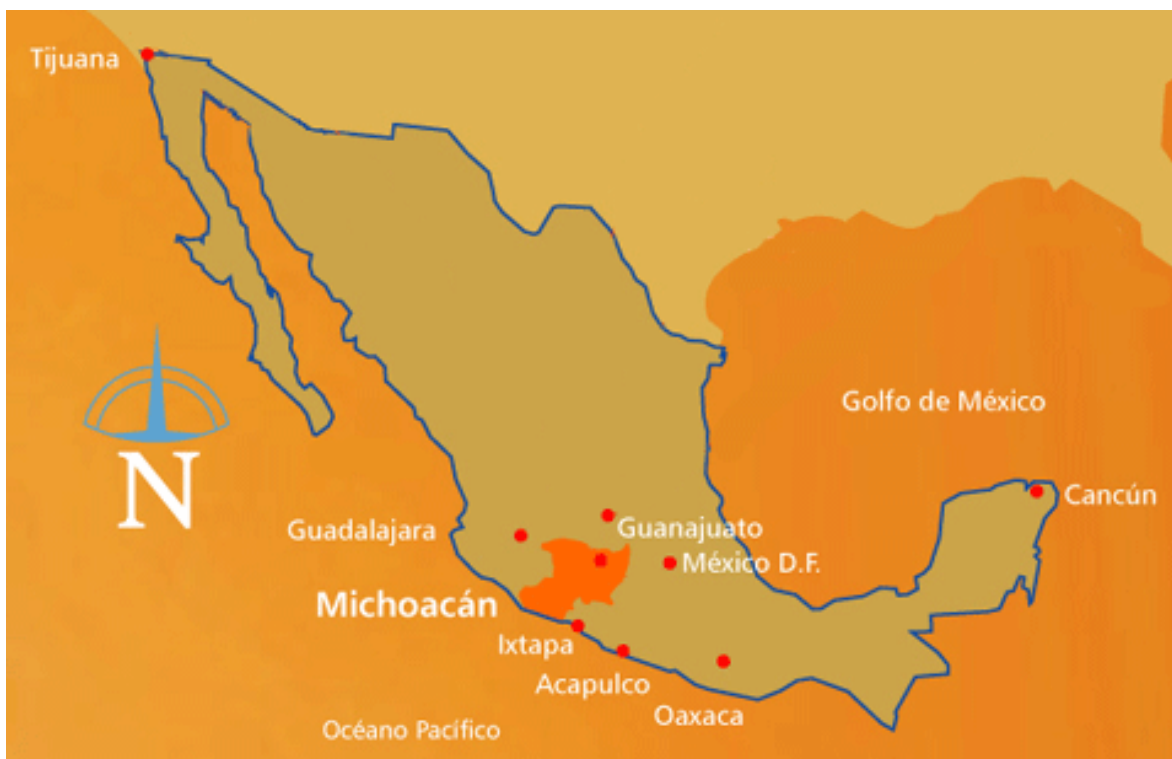 Tijuana
Golfo de México
N
Cancún
Guadalajara
Guanajuato
México D.F.
Michoacán
Ixtapa
Acapulco
Oaxaca
Océano Pacífico